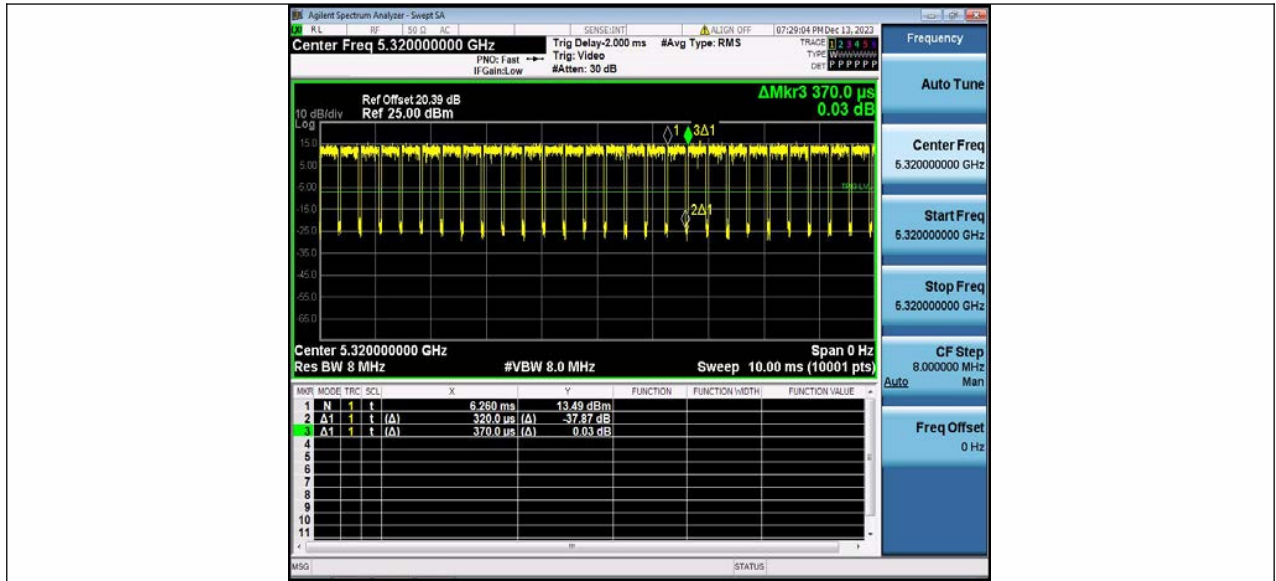 Agilent Spectrum Analyzer - Swept SA
RL RF 50 Ω AC SENSE:INT ALIGN OFF 07:29:04 PM Dec 13, 2023
Center Freq 5.320000000 GHz
PNO: Fast
IFGain:Low
Trig Delay-2.000 ms
Trig: Video
#Atten: 30 dB
#Avg Type: RMS
TRACE 1 2 3 4 5 6
TYPE W
DET P P P P P P
Frequency
Auto Tune
Center Freq
5.320000000 GHz
Start Freq
5.320000000 GHz
Stop Freq
5.320000000 GHz
CF Step
8.000000 MHz
Auto Man
Freq Offset
0 Hz
ΔMkr3 370.0 µs
0.03 dB
Ref Offset 20.39 dB
10 dB/div Ref 25.00 dBm
Log
15.0
5.00
-5.00
-15.0
-25.0
-35.0
-45.0
-55.0
-65.0
1 3Δ1
TRIG LVL
2Δ1
Center 5.320000000 GHz Span 0 Hz
Res BW 8 MHz #VBW 8.0 MHz Sweep 10.00 ms (10001 pts)
MKR MODE TRC SCL X Y FUNCTION FUNCTION WIDTH FUNCTION VALUE
1 N 1 t 6.260 ms 13.49 dBm
2 Δ1 1 t (Δ) 320.0 µs (Δ) -37.87 dB
3 Δ1 1 t (Δ) 370.0 µs (Δ) 0.03 dB
4
5
6
7
8
9
10
11
MSG STATUS